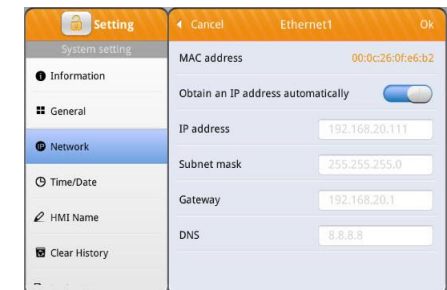 Setting
System setting
Information
General
Network
Time/Date
HMI Name
Clear History
Cancel Ethernet1 Ok
MAC address 00:0c:26:0f:e6:b2
Obtain an IP address automatically
IP address 192.168.20.111
Subnet mask 255.255.255.0
Gateway 192.168.20.1
DNS 8.8.8.8